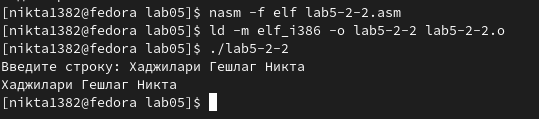 [nikta1382@fedora lab05]$ nasm -f elf lab5-2-2.asm
[nikta1382@fedora lab05]$ ld -m elf_i386 -o lab5-2-2 lab5-2-2.o
[nikta1382@fedora lab05]$ ./lab5-2-2
Введите строку: Хаджилари Гешлаг Никта
Хаджилари Гешлаг Никта
[nikta1382@fedora lab05]$